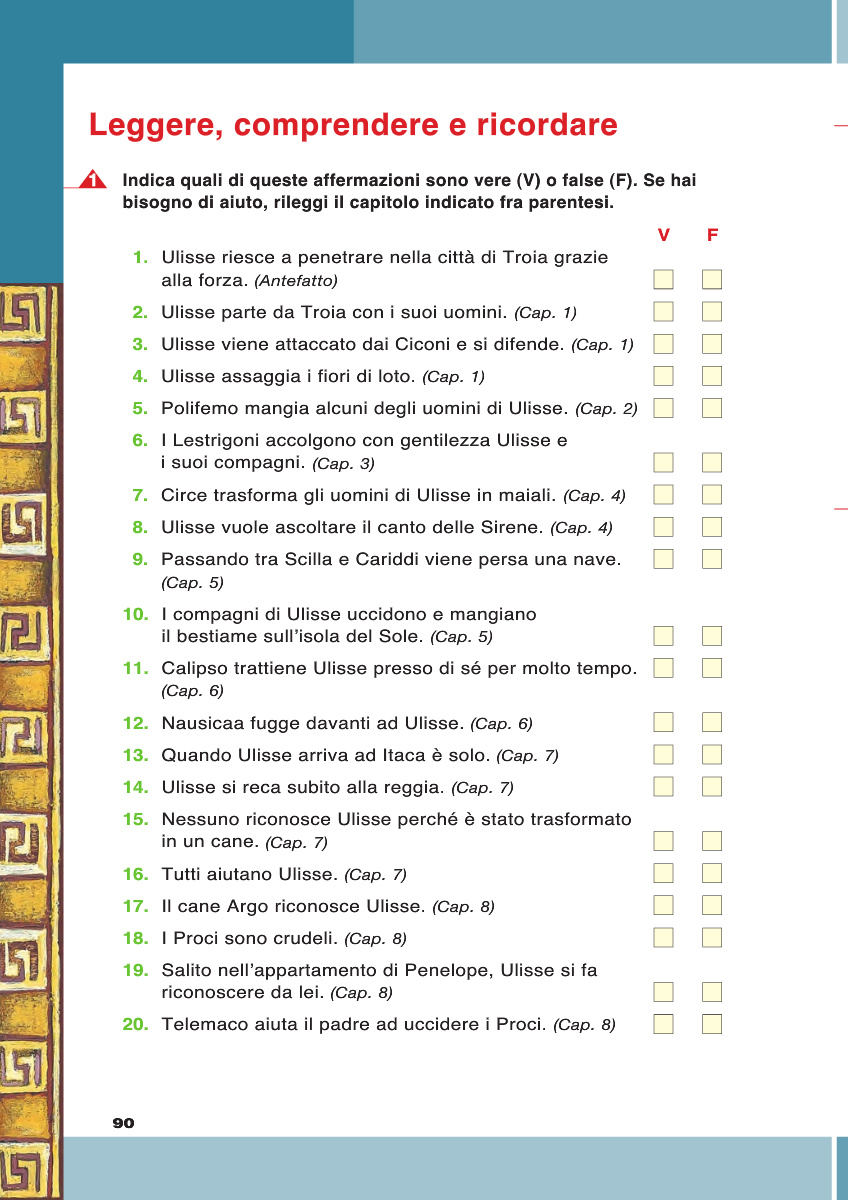 Leggere, comprendere e ricordare
1 Indica quali di queste affermazioni sono vere (V) o false (F). Se hai
bisogno di aiuto, rileggi il capitolo indicato fra parentesi.
V F
1. Ulisse riesce a penetrare nella città di Troia grazie
alla forza. (Antefatto)
2. Ulisse parte da Troia con i suoi uomini. (Cap. 1)
3. Ulisse viene attaccato dai Ciconi e si difende. (Cap. 1)
4. Ulisse assaggia i fiori di loto. (Cap. 1)
5. Polifemo mangia alcuni degli uomini di Ulisse. (Cap. 2)
6. I Lestrigoni accolgono con gentilezza Ulisse e
i suoi compagni. (Cap. 3)
7. Circe trasforma gli uomini di Ulisse in maiali. (Cap. 4)
8. Ulisse vuole ascoltare il canto delle Sirene. (Cap. 4)
9. Passando tra Scilla e Cariddi viene persa una nave.
(Cap. 5)
10. I compagni di Ulisse uccidono e mangiano
il bestiame sull’isola del Sole. (Cap. 5)
11. Calipso trattiene Ulisse presso di sé per molto tempo.
(Cap. 6)
12. Nausicaa fugge davanti ad Ulisse. (Cap. 6)
13. Quando Ulisse arriva ad Itaca è solo. (Cap. 7)
14. Ulisse si reca subito alla reggia. (Cap. 7)
15. Nessuno riconosce Ulisse perché è stato trasformato
in un cane. (Cap. 7)
16. Tutti aiutano Ulisse. (Cap. 7)
17. Il cane Argo riconosce Ulisse. (Cap. 8)
18. I Proci sono crudeli. (Cap. 8)
19. Salito nell’appartamento di Penelope, Ulisse si fa
riconoscere da lei. (Cap. 8)
20. Telemaco aiuta il padre ad uccidere i Proci. (Cap. 8)
90